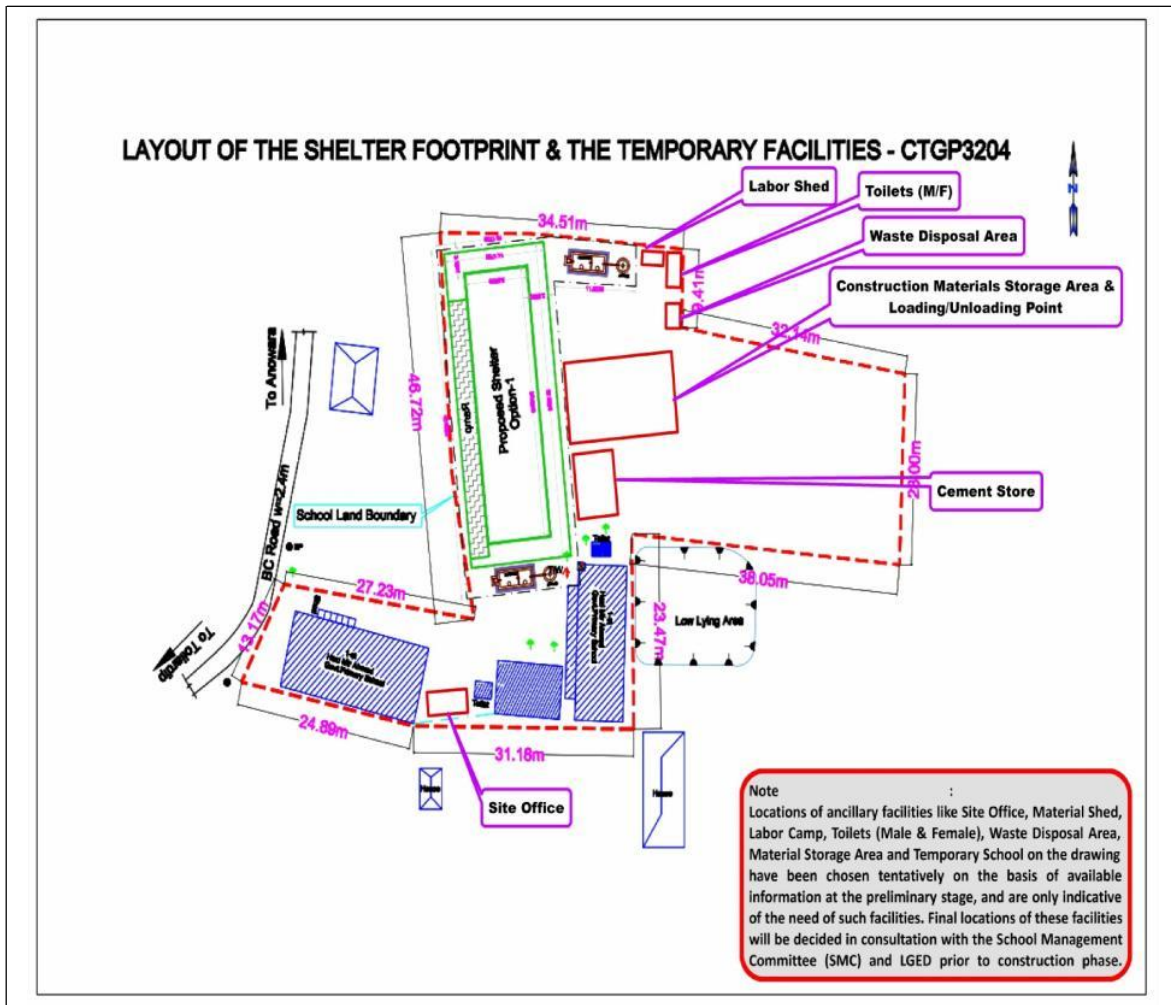 LAYOUT OF THE SHELTER FOOTPRINT & THE TEMPORARY FACILITIES - CTGP3204
N
Labor Shed
Toilets (M/F)
Waste Disposal Area
Construction Materials Storage Area &
Loading/Unloading Point
34.51m
9.41m
32.14m
To Anowara
46.72m
Ramp
Proposed Shelter
Option-1
28.00m
Cement Store
School Land Boundary
BC Road w=2.4m
Toilet
27.23m
38.05m
13.17m
23.47m
Low Lying Area
24.89m
Toilet
31.18m
House
House
Site Office
Note :
Locations of ancillary facilities like Site Office, Material Shed,
Labor Camp, Toilets (Male & Female), Waste Disposal Area,
Material Storage Area and Temporary School on the drawing
have been chosen tentatively on the basis of available
information at the preliminary stage, and are only indicative
of the need of such facilities. Final locations of these facilities
will be decided in consultation with the School Management
Committee (SMC) and LGED prior to construction phase.